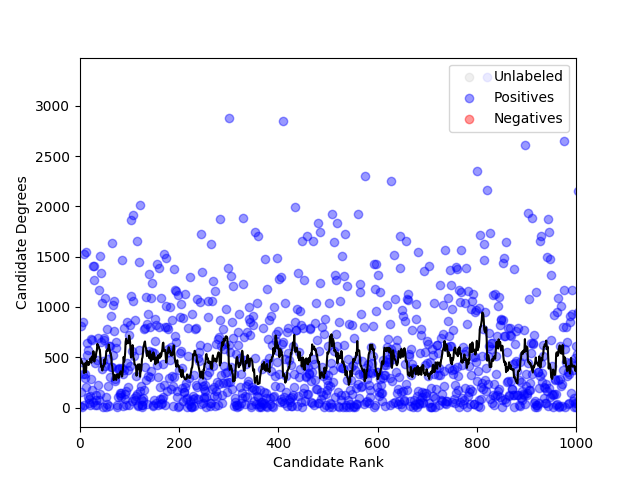 Unlabeled
Positives
Negatives
3000
2500
2000
1500
1000
500
0
Candidate Degrees
0 200 400 600 800 1000
Candidate Rank